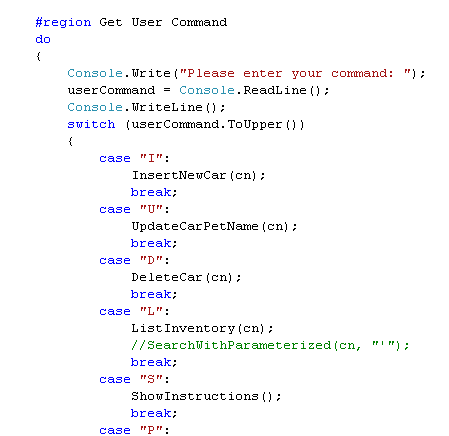 #region Get User Command
do
{
Console.Write("Please enter your command: ");
userCommand = Console.ReadLine();
Console.WriteLine();
switch (userCommand.ToUpper())
{
case "I":
InsertNewCar(cn);
break;
case "U":
UpdateCarPetName(cn);
break;
case "D":
DeleteCar(cn);
break;
case "L":
ListInventory(cn);
//SearchWithParameterized(cn, "'");
break;
case "S":
ShowInstructions();
break;
case "P":